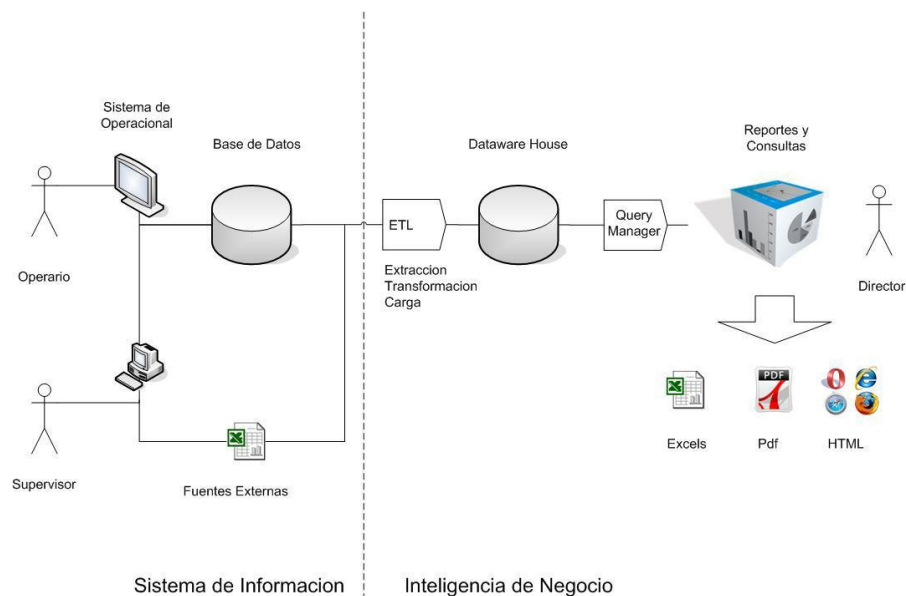 Sistema de
Operacional
Base de Datos
Dataware House
Reportes y
Consultas
ETL
Query
Manager
Extraccion
Transformacion
Carga
Operario
Director
PDF
Excels
Pdf
HTML
Supervisor
Fuentes Externas
Sistema de Informacion
Inteligencia de Negocio